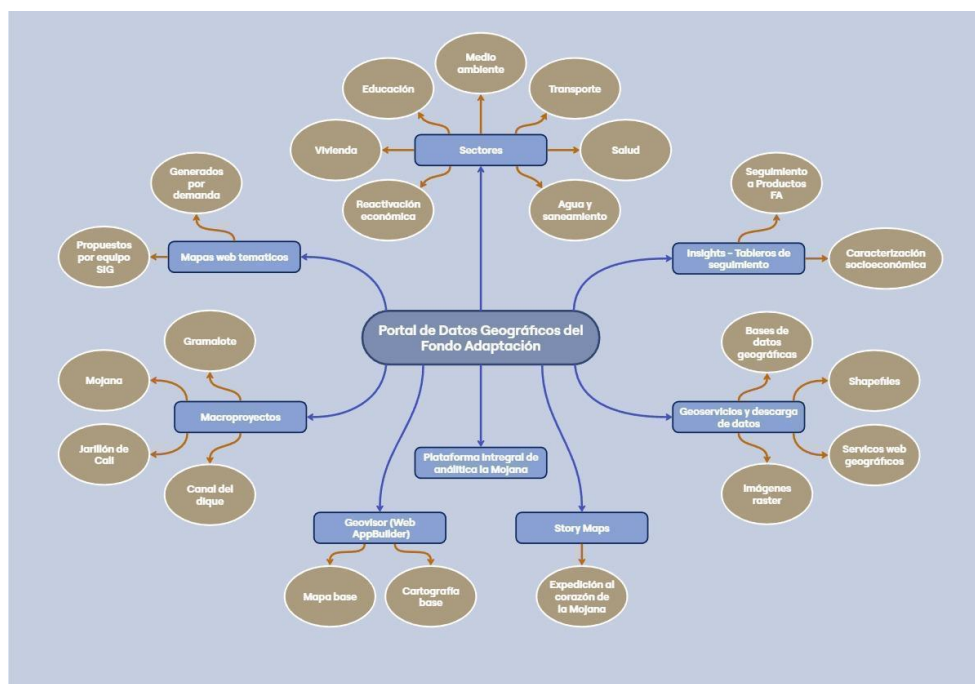 Medio
ambiente
Educación
Transporte
Vivienda
Sectores
Salud
Reactivación
económica
Agua y
saneamiento
Generados
por
demanda
Propuestos
por equipo
SIG
Mapas web tematicos
Seguimiento
a Productos
FA
Insights - Tableros de
seguimiento
Caracterización
socioeconómica
Portal de Datos Geográficos del
Fondo Adaptación
Gramalote
Mojana
Macroproyectos
Jarillón de
Cali
Canal del
dique
Bases de
datos
geográficas
Shapefiles
Geoservicios y descarga
de datos
Servicos web
geográficos
Imágenes
raster
Plataforma Intregral de
análitica la Mojana
Geovisor (Web
AppBuilder)
Mapa base
Cartografía
base
Story Maps
Expedición al
corazón de
la Mojana